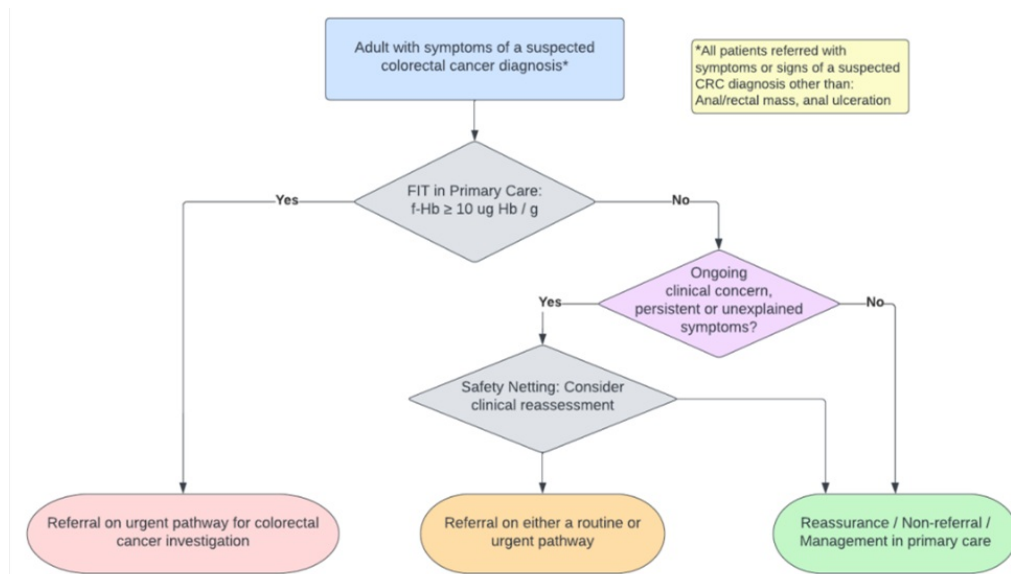 Adult with symptoms of a suspected
colorectal cancer diagnosis*
*All patients referred with
symptoms or signs of a suspected
CRC diagnosis other than:
Anal/rectal mass, anal ulceration
FIT in Primary Care:
f-Hb ≥ 10 ug Hb / g
Yes
No
Ongoing
clinical concern,
persistent or unexplained
symptoms?
Yes
No
Safety Netting: Consider
clinical reassessment
Referral on urgent pathway for colorectal
cancer investigation
Referral on either a routine or
urgent pathway
Reassurance / Non-referral /
Management in primary care